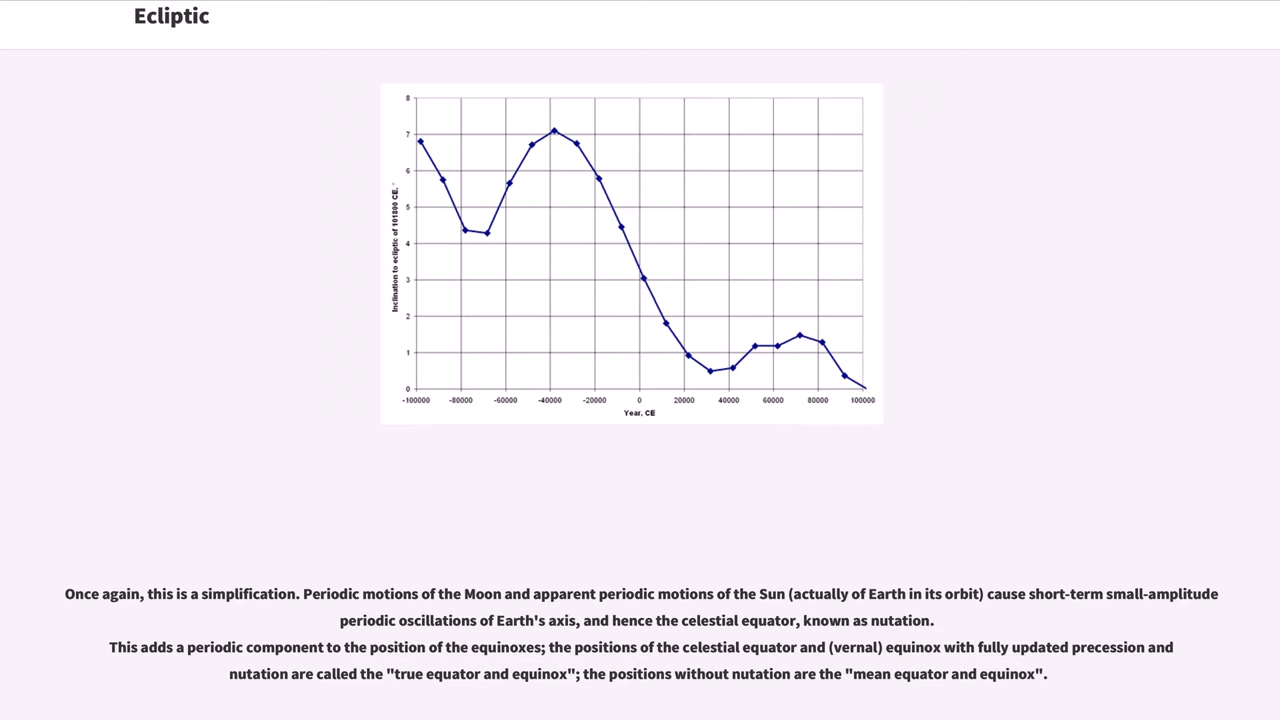 Ecliptic
8
7
6
5
4
3
2
1
0
Inclination to ecliptic of 101800 CE, °
-100000 -80000 -60000 -40000 -20000 0 20000 40000 60000 80000 100000
Year, CE
Once again, this is a simplification. Periodic motions of the Moon and apparent periodic motions of the Sun (actually of Earth in its orbit) cause short-term small-amplitude
periodic oscillations of Earth's axis, and hence the celestial equator, known as nutation.
This adds a periodic component to the position of the equinoxes; the positions of the celestial equator and (vernal) equinox with fully updated precession and
nutation are called the "true equator and equinox"; the positions without nutation are the "mean equator and equinox".